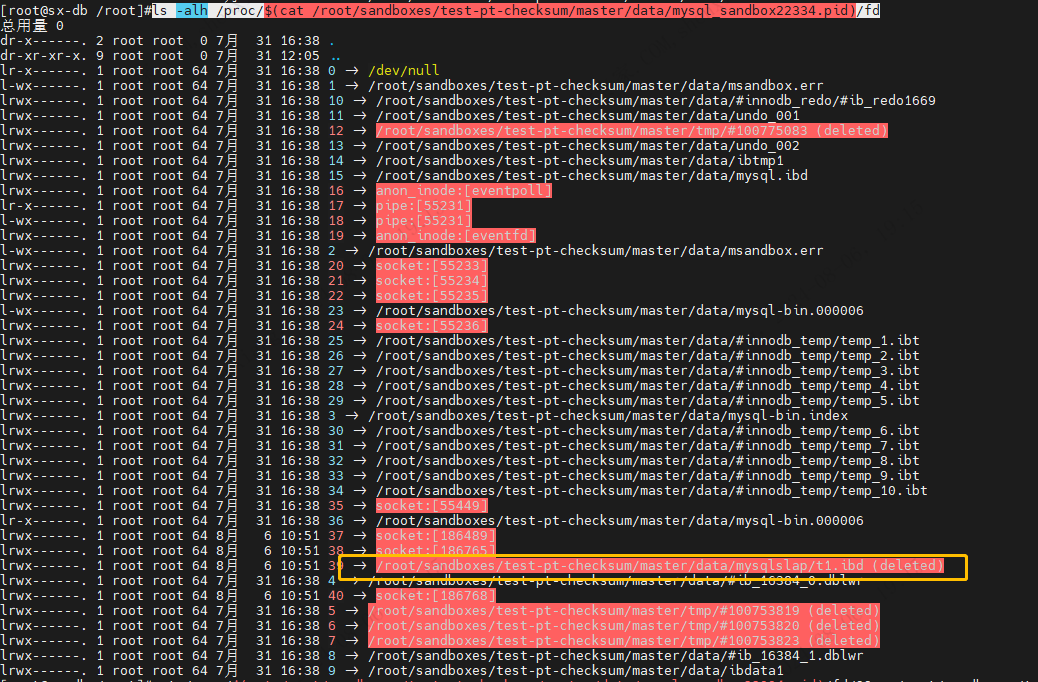 [root@sx-db /root]#ls -alh /proc/$(cat /root/sandboxes/test-pt-checksum/master/data/mysql_sandbox22334.pid)/fd
总用量 0
dr-x------. 2 root root 0 7月 31 16:38 .
dr-xr-xr-x. 9 root root 0 7月 31 12:05 ..
lr-x------. 1 root root 64 7月 31 16:38 0 -> /dev/null
l-wx------. 1 root root 64 7月 31 16:38 1 -> /root/sandboxes/test-pt-checksum/master/data/msandbox.err
lrwx------. 1 root root 64 7月 31 16:38 10 -> /root/sandboxes/test-pt-checksum/master/data/#innodb_redo/#ib_redo1669
lrwx------. 1 root root 64 7月 31 16:38 11 -> /root/sandboxes/test-pt-checksum/master/data/undo_001
lrwx------. 1 root root 64 7月 31 16:38 12 -> /root/sandboxes/test-pt-checksum/master/tmp/#100775083 (deleted)
lrwx------. 1 root root 64 7月 31 16:38 13 -> /root/sandboxes/test-pt-checksum/master/data/undo_002
lrwx------. 1 root root 64 7月 31 16:38 14 -> /root/sandboxes/test-pt-checksum/master/data/ibtmp1
lrwx------. 1 root root 64 7月 31 16:38 15 -> /root/sandboxes/test-pt-checksum/master/data/mysql.ibd
lrwx------. 1 root root 64 7月 31 16:38 16 -> anon_inode:[eventpoll]
lr-x------. 1 root root 64 7月 31 16:38 17 -> pipe:[55231]
l-wx------. 1 root root 64 7月 31 16:38 18 -> pipe:[55231]
lrwx------. 1 root root 64 7月 31 16:38 19 -> anon_inode:[eventfd]
l-wx------. 1 root root 64 7月 31 16:38 2 -> /root/sandboxes/test-pt-checksum/master/data/msandbox.err
lrwx------. 1 root root 64 7月 31 16:38 20 -> socket:[55233]
lrwx------. 1 root root 64 7月 31 16:38 21 -> socket:[55234]
lrwx------. 1 root root 64 7月 31 16:38 22 -> socket:[55235]
l-wx------. 1 root root 64 7月 31 16:38 23 -> /root/sandboxes/test-pt-checksum/master/data/mysql-bin.000006
lrwx------. 1 root root 64 7月 31 16:38 24 -> socket:[55236]
lrwx------. 1 root root 64 7月 31 16:38 25 -> /root/sandboxes/test-pt-checksum/master/data/#innodb_temp/temp_1.ibt
lrwx------. 1 root root 64 7月 31 16:38 26 -> /root/sandboxes/test-pt-checksum/master/data/#innodb_temp/temp_2.ibt
lrwx------. 1 root root 64 7月 31 16:38 27 -> /root/sandboxes/test-pt-checksum/master/data/#innodb_temp/temp_3.ibt
lrwx------. 1 root root 64 7月 31 16:38 28 -> /root/sandboxes/test-pt-checksum/master/data/#innodb_temp/temp_4.ibt
lrwx------. 1 root root 64 7月 31 16:38 29 -> /root/sandboxes/test-pt-checksum/master/data/#innodb_temp/temp_5.ibt
lrwx------. 1 root root 64 7月 31 16:38 3 -> /root/sandboxes/test-pt-checksum/master/data/mysql-bin.index
lrwx------. 1 root root 64 7月 31 16:38 30 -> /root/sandboxes/test-pt-checksum/master/data/#innodb_temp/temp_6.ibt
lrwx------. 1 root root 64 7月 31 16:38 31 -> /root/sandboxes/test-pt-checksum/master/data/#innodb_temp/temp_7.ibt
lrwx------. 1 root root 64 7月 31 16:38 32 -> /root/sandboxes/test-pt-checksum/master/data/#innodb_temp/temp_8.ibt
lrwx------. 1 root root 64 7月 31 16:38 33 -> /root/sandboxes/test-pt-checksum/master/data/#innodb_temp/temp_9.ibt
lrwx------. 1 root root 64 7月 31 16:38 34 -> /root/sandboxes/test-pt-checksum/master/data/#innodb_temp/temp_10.ibt
lrwx------. 1 root root 64 7月 31 16:38 35 -> socket:[55449]
lr-x------. 1 root root 64 7月 31 16:38 36 -> /root/sandboxes/test-pt-checksum/master/data/mysql-bin.000006
lrwx------. 1 root root 64 8月 6 10:51 37 -> socket:[186489]
lrwx------. 1 root root 64 8月 6 10:51 38 -> socket:[186765]
lrwx------. 1 root root 64 8月 6 10:51 39 -> /root/sandboxes/test-pt-checksum/master/data/mysqlslap/t1.ibd (deleted)
lrwx------. 1 root root 64 7月 31 16:38 4 -> /root/sandboxes/test-pt-checksum/master/data/#ib_16384_0.dblwr
lrwx------. 1 root root 64 8月 6 10:51 40 -> socket:[186768]
lrwx------. 1 root root 64 7月 31 16:38 5 -> /root/sandboxes/test-pt-checksum/master/tmp/#100753819 (deleted)
lrwx------. 1 root root 64 7月 31 16:38 6 -> /root/sandboxes/test-pt-checksum/master/tmp/#100753820 (deleted)
lrwx------. 1 root root 64 7月 31 16:38 7 -> /root/sandboxes/test-pt-checksum/master/tmp/#100753823 (deleted)
lrwx------. 1 root root 64 7月 31 16:38 8 -> /root/sandboxes/test-pt-checksum/master/data/#ib_16384_1.dblwr
lrwx------. 1 root root 64 7月 31 16:38 9 -> /root/sandboxes/test-pt-checksum/master/data/ibdata1